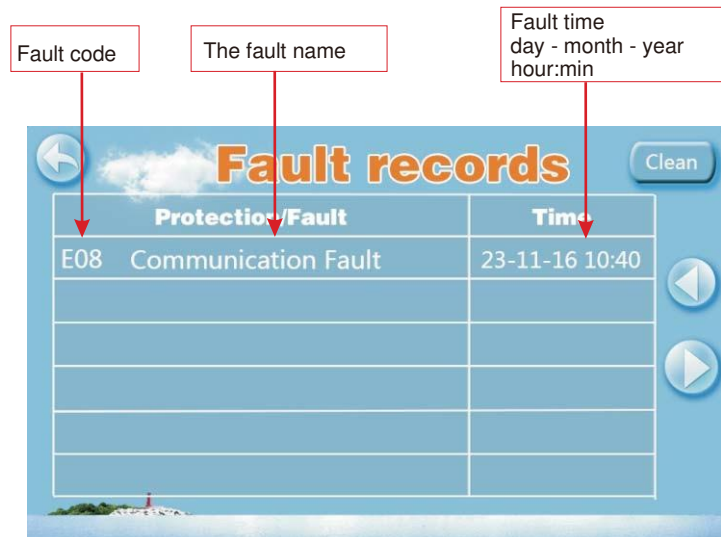 Fault code
The fault name
Fault time
day - month - year
hour:min
Fault records
Clean
Protection/Fault
Time
E08 Communication Fault 23-11-16 10:40